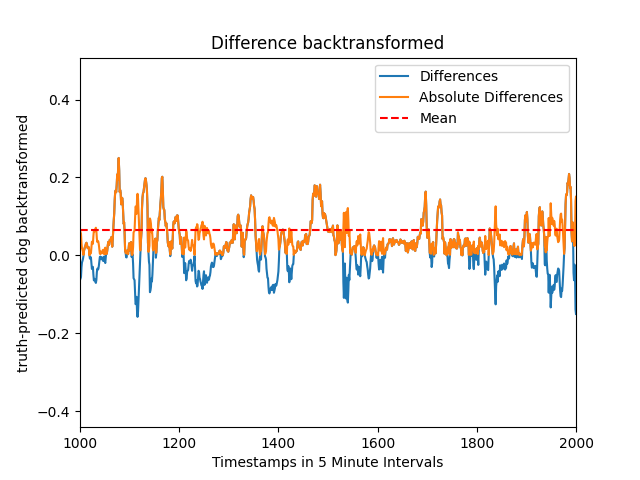 Difference backtransformed
Differences
Absolute Differences
Mean
truth-predicted cbg backtransformed
0.4
0.2
0.0
−0.2
−0.4
1000 1200 1400 1600 1800 2000
Timestamps in 5 Minute Intervals